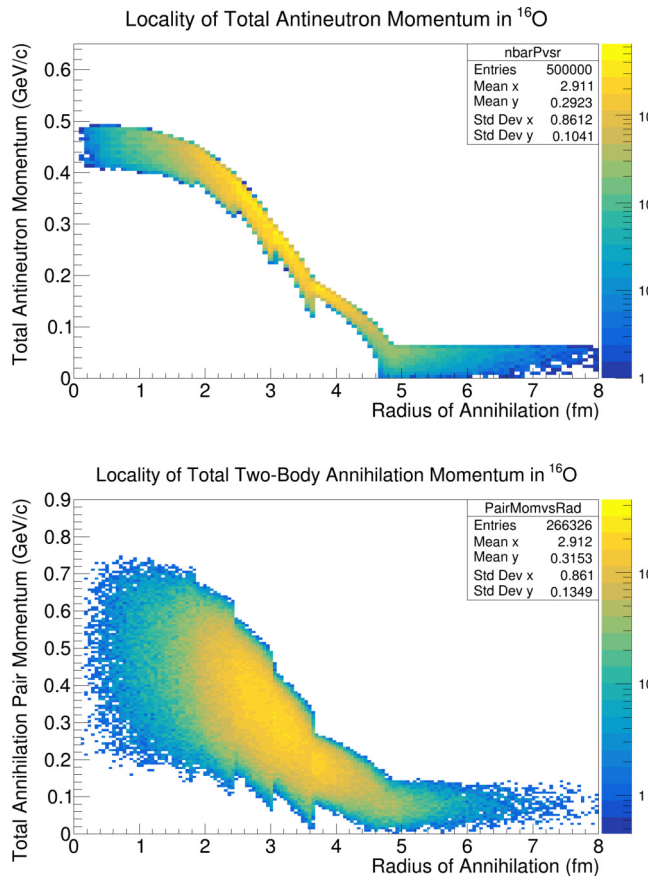 Locality of Total Antineutron Momentum in ¹⁶O
Total Antineutron Momentum (GeV/c)
0.6
0.5
0.4
0.3
0.2
0.1
0
nbarPvsr
Entries 500000
Mean x 2.911
Mean y 0.2923
Std Dev x 0.8612
Std Dev y 0.1041
10
10
10
1
0 1 2 3 4 5 6 7 8
Radius of Annihilation (fm)
Locality of Total Two-Body Annihilation Momentum in ¹⁶O
Total Annihilation Pair Momentum (GeV/c)
0.9
0.8
0.7
0.6
0.5
0.4
0.3
0.2
0.1
0
PairMomvsRad
Entries 266326
Mean x 2.912
Mean y 0.3153
Std Dev x 0.861
Std Dev y 0.1349
10
10
1
0 1 2 3 4 5 6 7 8
Radius of Annihilation (fm)